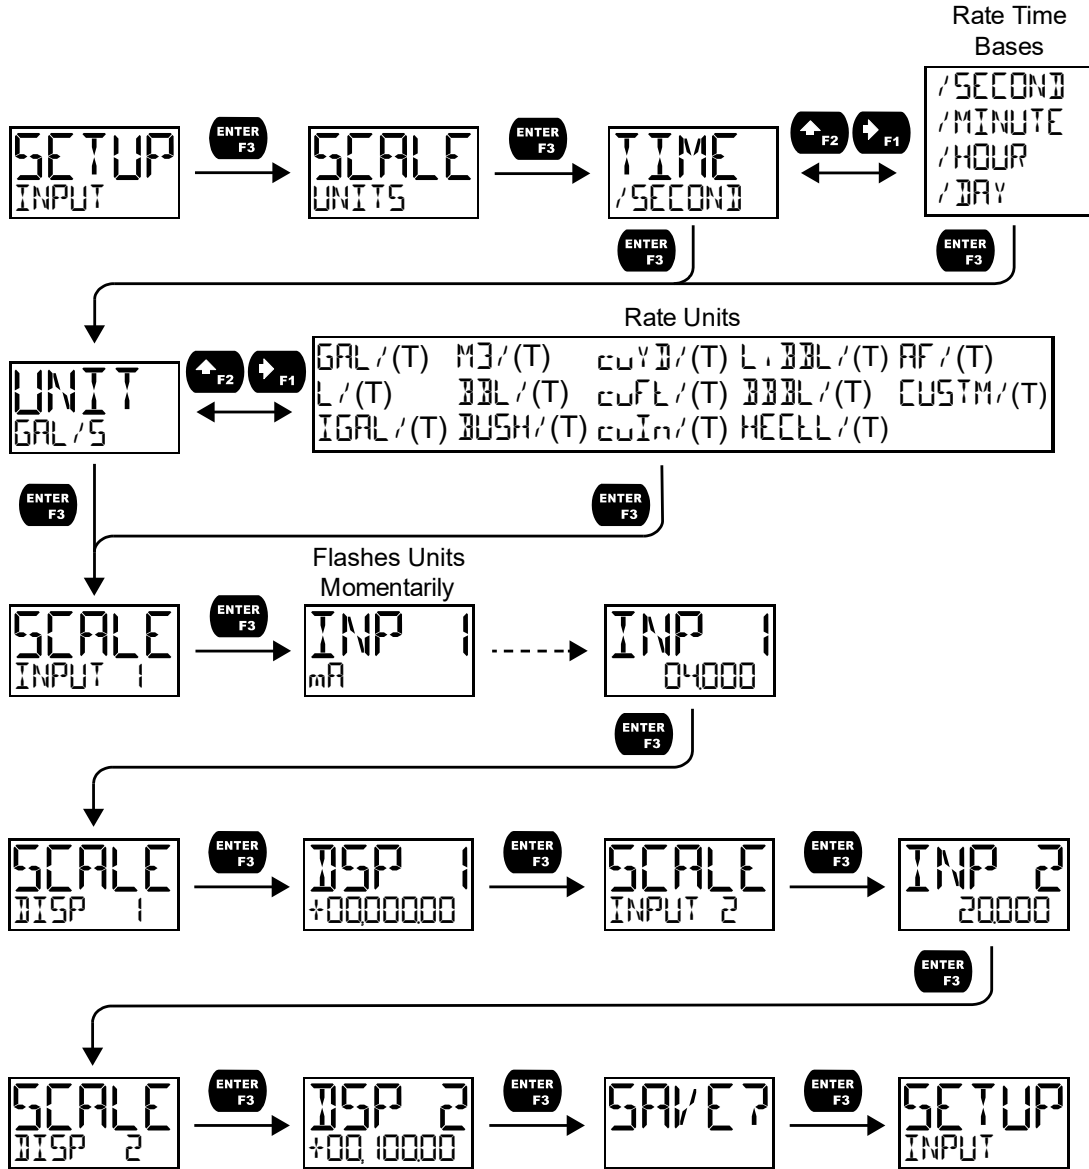 Rate Time
Bases
/SECOND
/MINUTE
/HOUR
/DAY
SETUP
INPUT
ENTER
F3
SCALE
UNITS
ENTER
F3
TIME
/SECOND
F2
F1
ENTER
F3
ENTER
F3
Rate Units
UNIT
GAL/S
F2
F1
GAL/(T) M3/(T) cuYD/(T) LiBBL/(T) AF/(T)
L/(T) BBL/(T) cuFt/(T) BBBL/(T) CUSTM/(T)
IGAL/(T) BUSH/(T) cuIn/(T) HECtL/(T)
ENTER
F3
ENTER
F3
Flashes Units
Momentarily
SCALE
INPUT 1
ENTER
F3
INP 1
mA
INP 1
04.000
ENTER
F3
SCALE
DISP 1
ENTER
F3
DSP 1
+00,000.00
ENTER
F3
SCALE
INPUT 2
ENTER
F3
INP 2
20.000
ENTER
F3
SCALE
DISP 2
ENTER
F3
DSP 2
+00,100.00
ENTER
F3
SAVE?
ENTER
F3
SETUP
INPUT